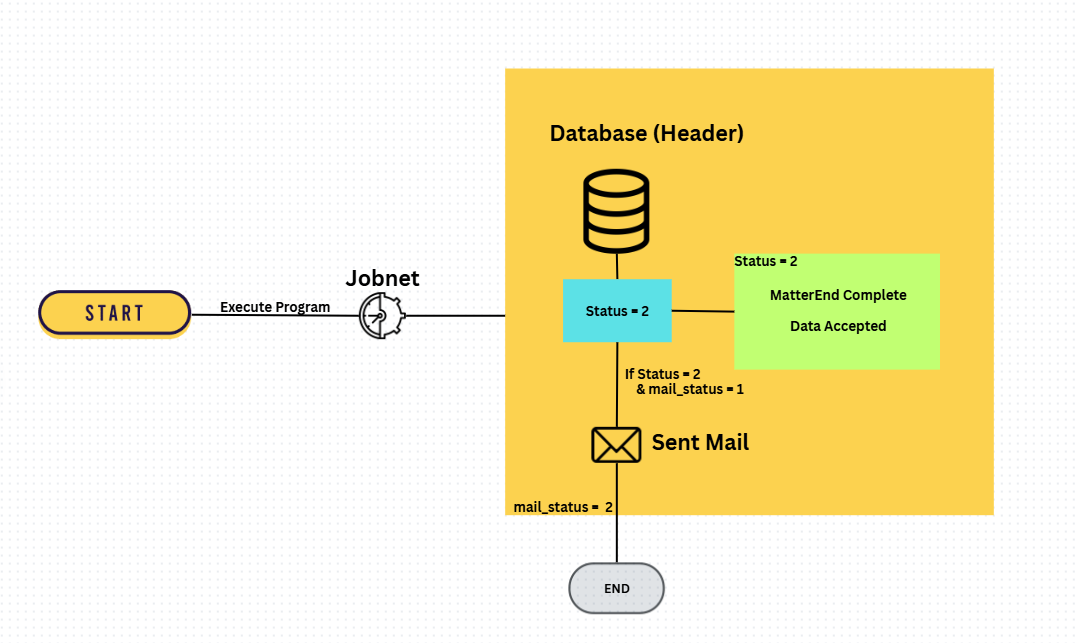 Database (Header)
Jobnet
START
Execute Program
Status = 2
Status = 2
MatterEnd Complete
Data Accepted
If Status = 2
& mail_status = 1
Sent Mail
mail_status =  2
END